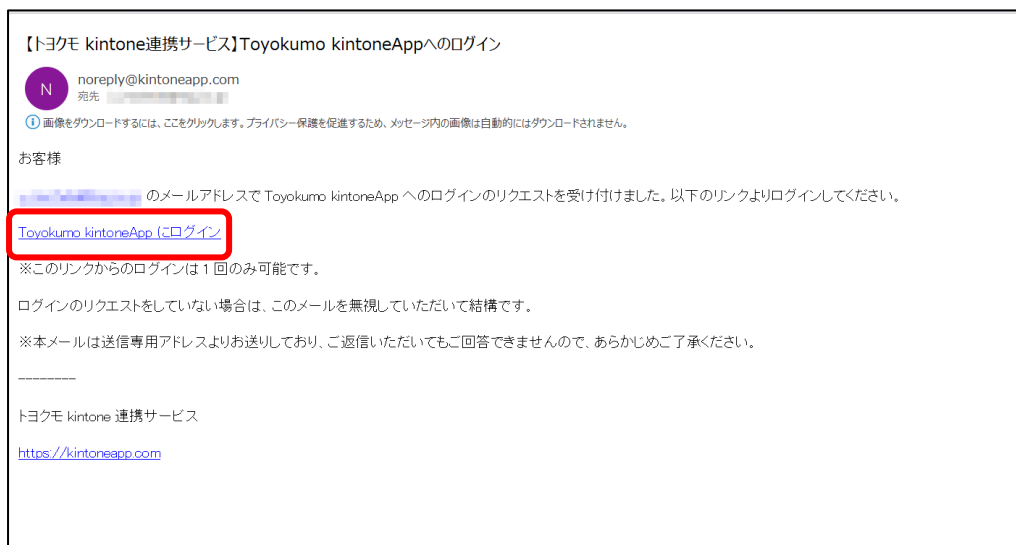 【トヨクモ kintone連携サービス】Toyokumo kintoneAppへのログイン
N
noreply@kintoneapp.com
宛先
画像をダウンロードするには、ここをクリックします。プライバシー保護を促進するため、メッセージ内の画像は自動的にはダウンロードされません。
お客様
のメールアドレスで Toyokumo kintoneApp へのログインのリクエストを受け付けました。以下のリンクよりログインしてください。
Toyokumo kintoneApp にログイン
※このリンクからのログインは 1 回のみ可能です。
ログインのリクエストをしていない場合は、このメールを無視していただいて結構です。
※本メールは送信専用アドレスよりお送りしており、ご返信いただいてもご回答できませんので、あらかじめご了承ください。
--------
トヨクモ kintone 連携サービス
https://kintoneapp.com